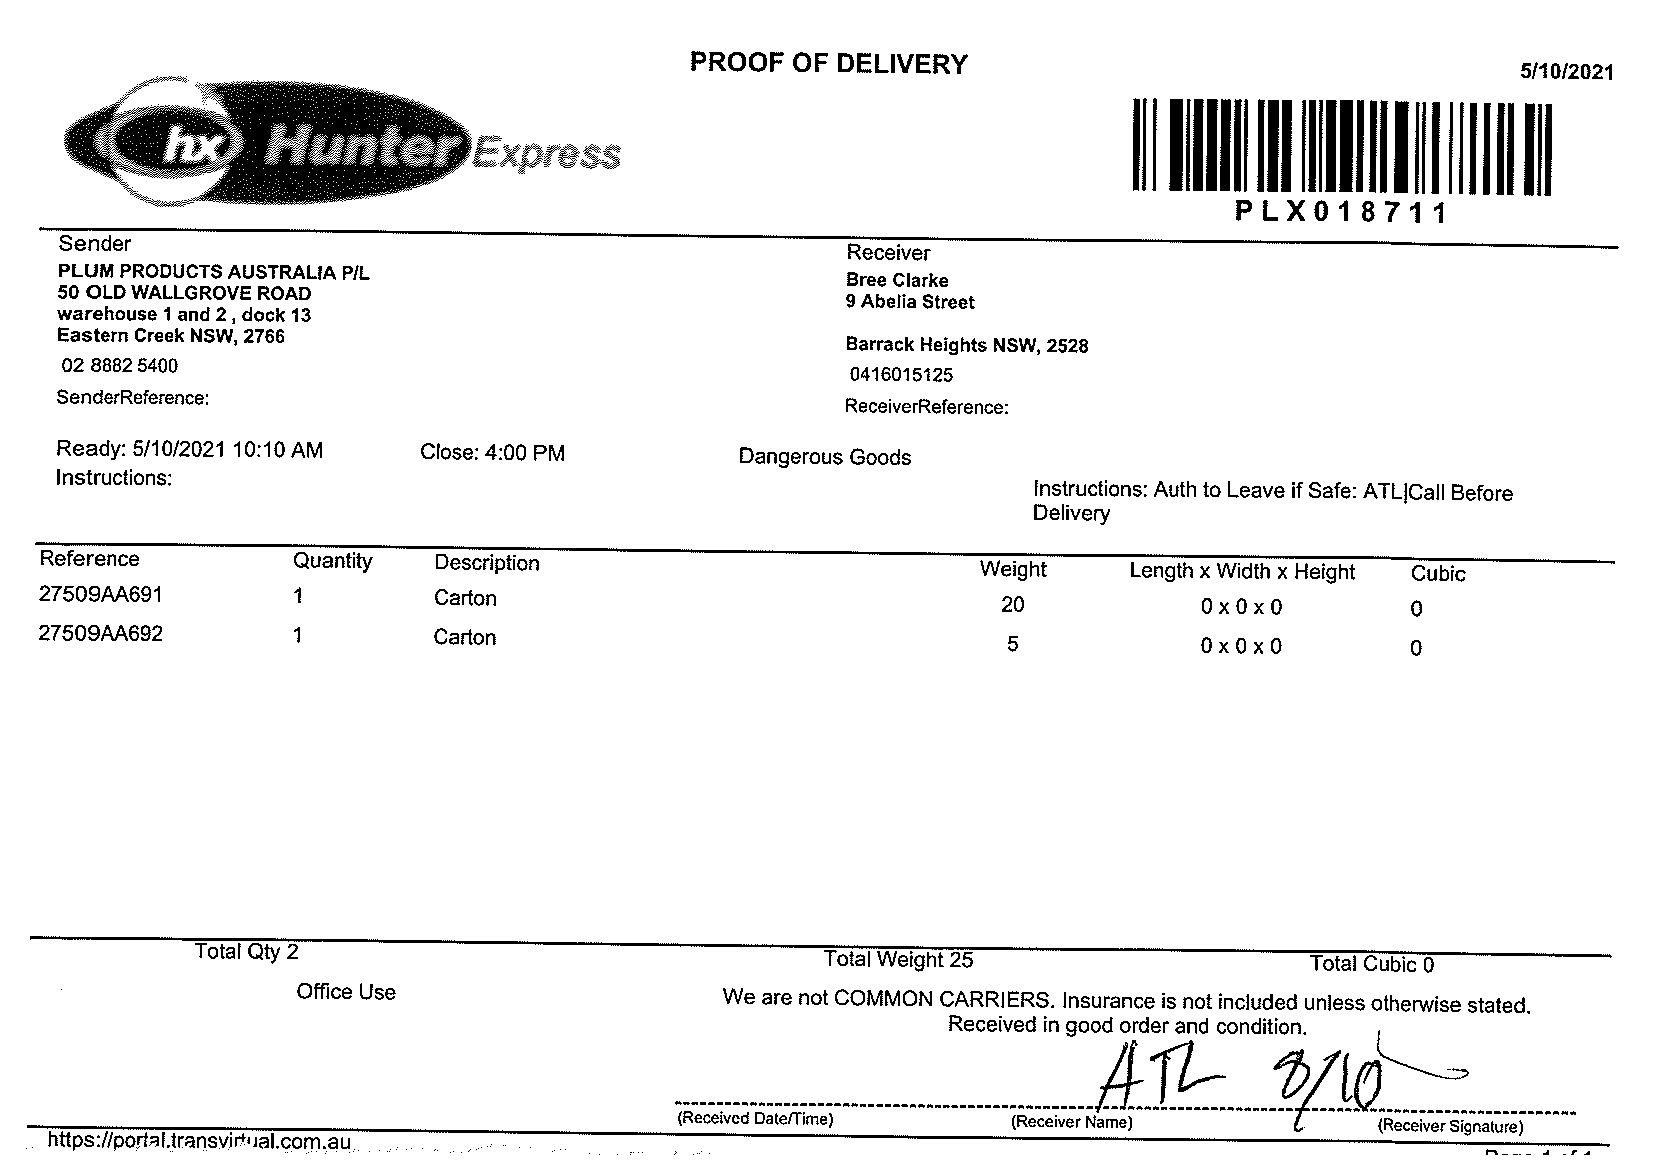 PROOF OF DELIVERY
5/10/2021
hx Hunter Express
PLX018711
Sender
PLUM PRODUCTS AUSTRALIA P/L
50 OLD WALLGROVE ROAD
warehouse 1 and 2 , dock 13
Eastern Creek NSW, 2766
02 8882 5400
SenderReference:
Receiver
Bree Clarke
9 Abelia Street
Barrack Heights NSW, 2528
0416015125
ReceiverReference:
Ready: 5/10/2021 10:10 AM Close: 4:00 PM Dangerous Goods
Instructions:
Instructions: Auth to Leave if Safe: ATL|Call Before
Delivery
Reference Quantity Description Weight Length x Width x Height Cubic
27509AA691 1 Carton 20 0 x 0 x 0 0
27509AA692 1 Carton 5 0 x 0 x 0 0
Total Qty 2 Total Weight 25 Total Cubic 0
Office Use
We are not COMMON CARRIERS. Insurance is not included unless otherwise stated.
Received in good order and condition.
ATL 8/10
(Received Date/Time) (Receiver Name) (Receiver Signature)
https://portal.transvirtual.com.au
Page 1 of 1